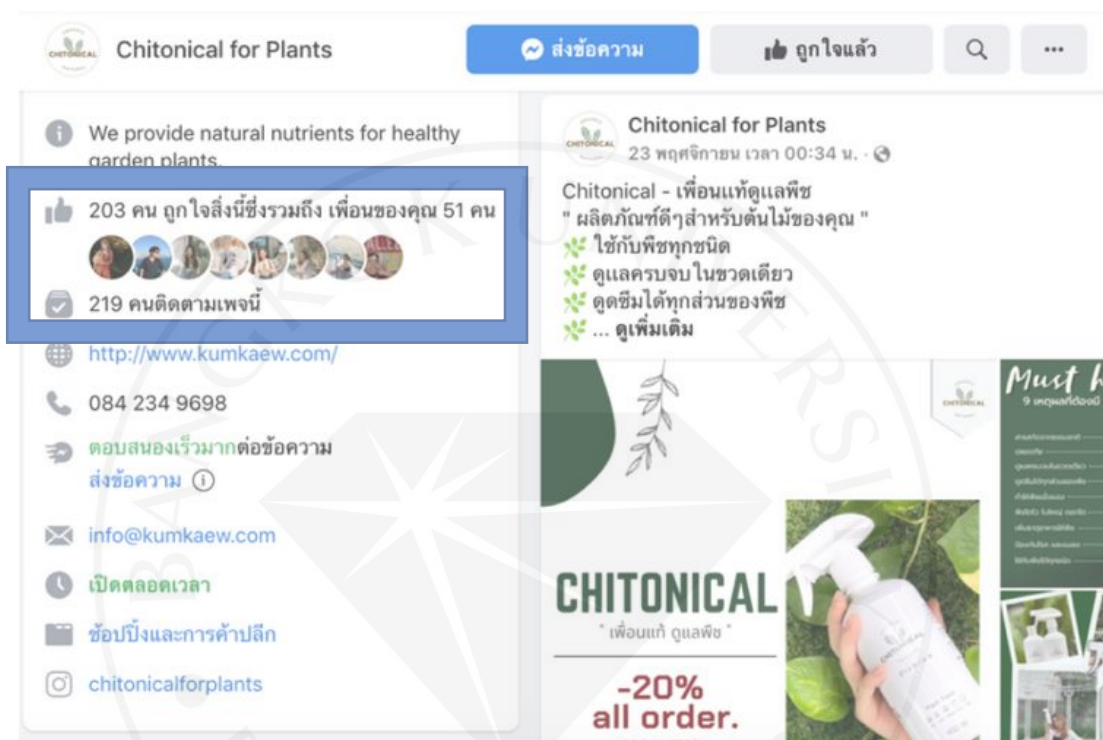 Chitonical for Plants
ส่งข้อความ
ถูกใจแล้ว
We provide natural nutrients for healthy
garden plants.
203 คน ถูกใจสิ่งนี้ซึ่งรวมถึง เพื่อนของคุณ 51 คน
219 คนติดตามเพจนี้
http://www.kumkaew.com/
084 234 9698
ตอบสนองเร็วมากต่อข้อความ
ส่งข้อความ
info@kumkaew.com
เปิดตลอดเวลา
ช้อปปิ้งและการค้าปลีก
chitonicalforplants
Chitonical for Plants
23 พฤศจิกายน เวลา 00:34 น.
Chitonical - เพื่อนแท้ดูแลพืช
" ผลิตภัณฑ์ดีๆสำหรับต้นไม้ของคุณ "
ใช้กับพืชทุกชนิด
ดูแลครบจบในขวดเดียว
ดูดซึมได้ทุกส่วนของพืช
... ดูเพิ่มเติม
CHITONICAL
" เพื่อนแท้ ดูแลพืช "
-20%
all order.
CHITONICAL
Must h
9 เหตุผลที่ต้องมี
CHITONICAL
BANGKOK UNIVERSI